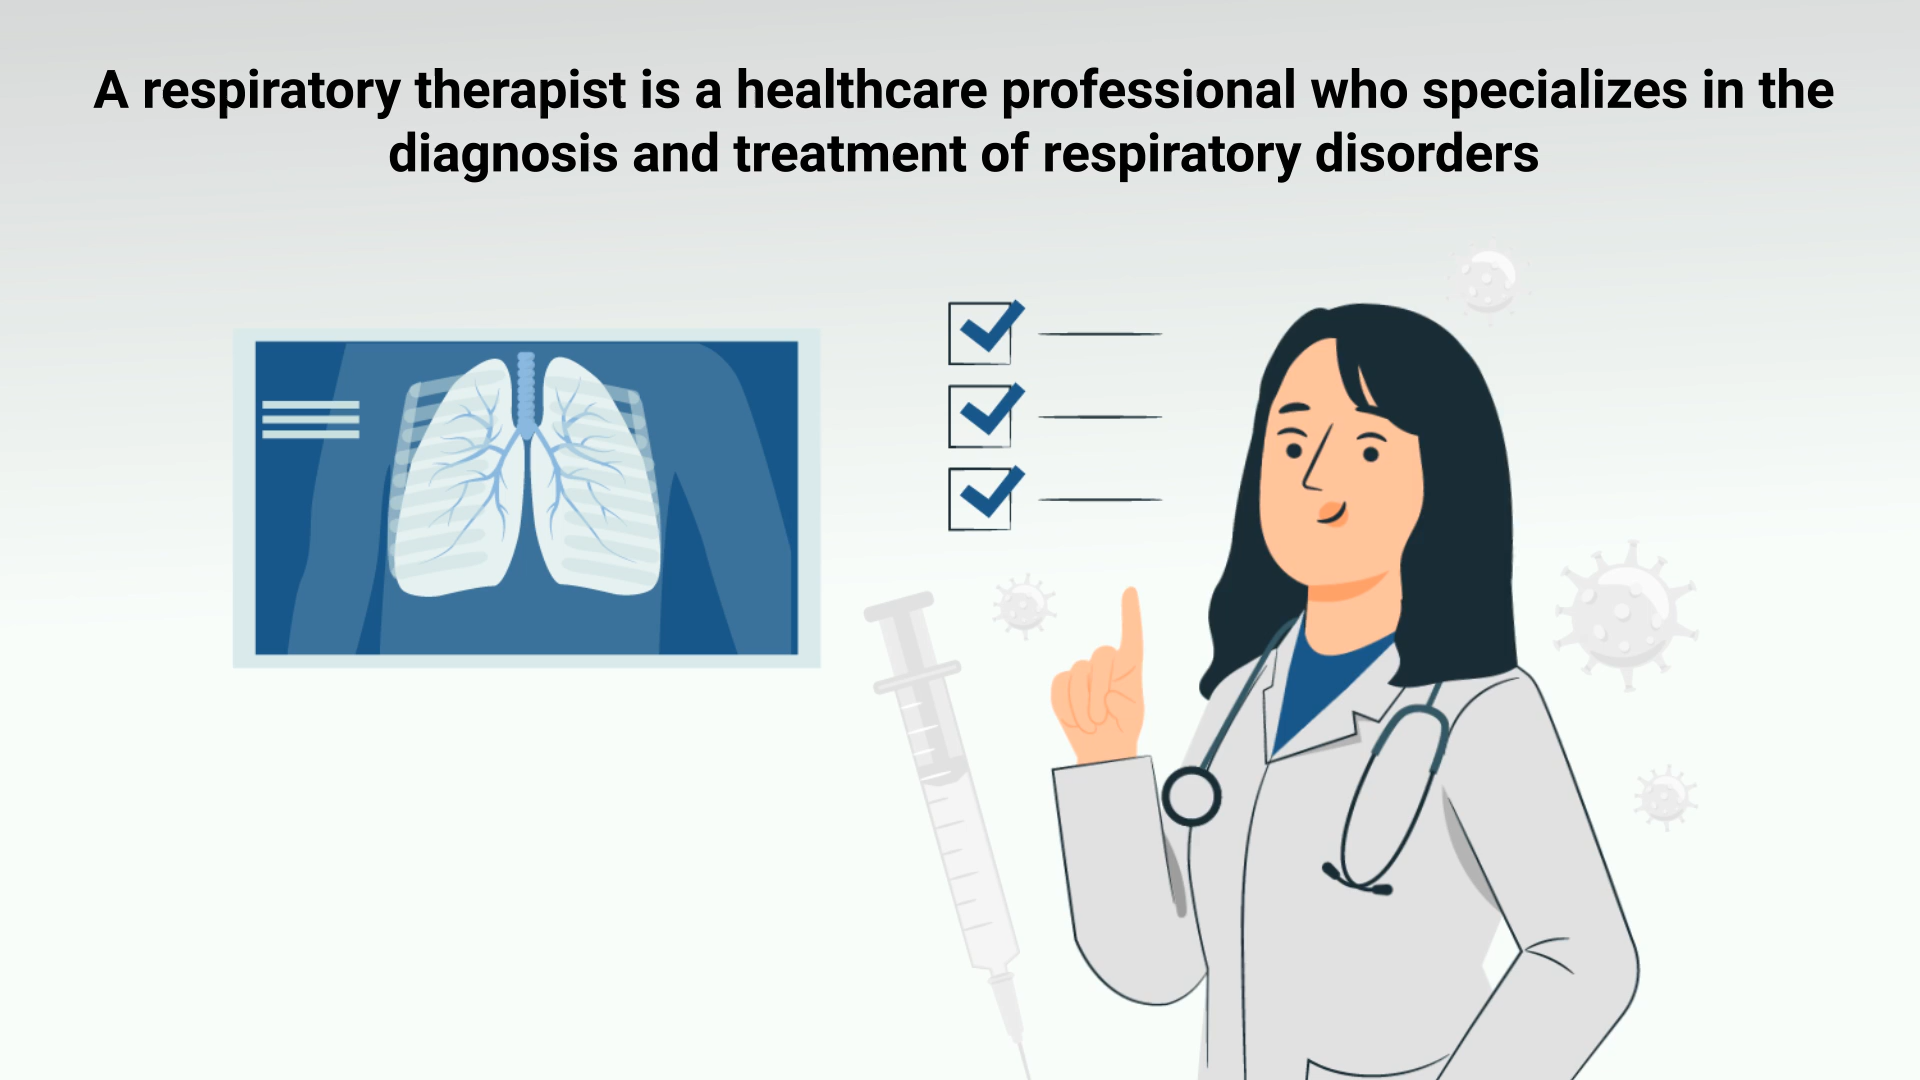 A respiratory therapist is a healthcare professional who specializes in the
diagnosis and treatment of respiratory disorders